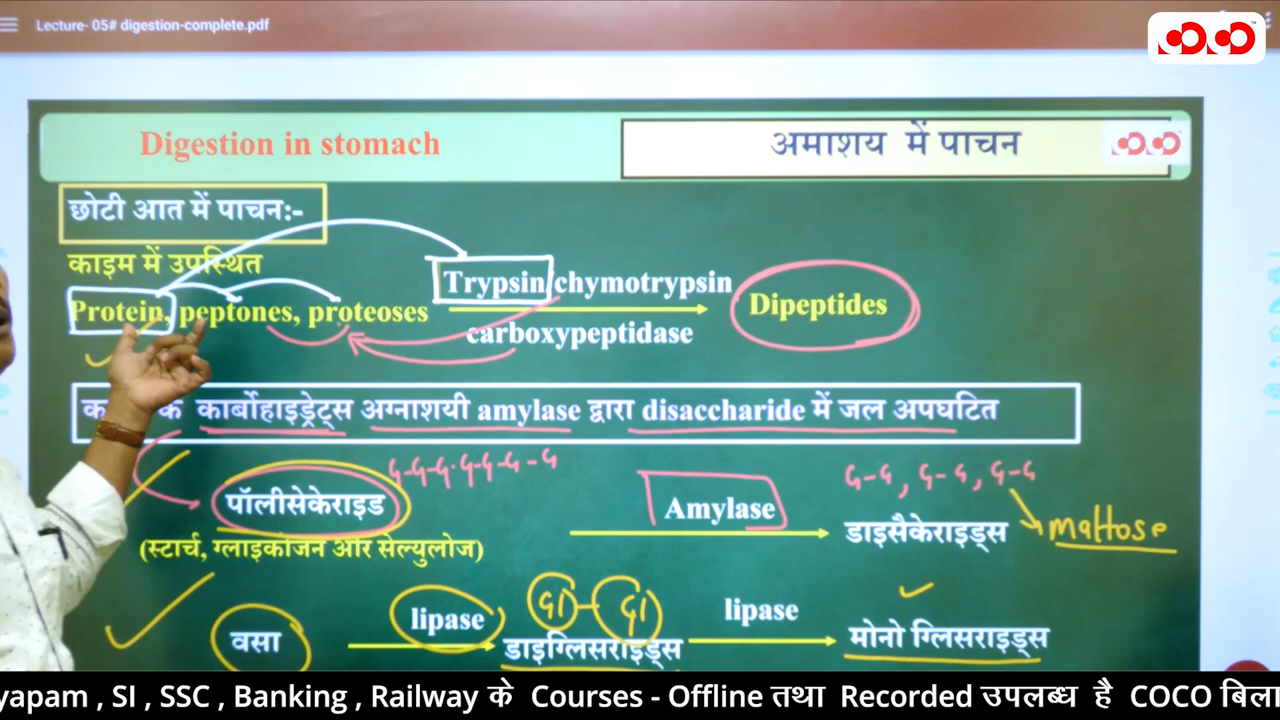 Lecture- 05# digestion-complete.pdf
COCO
Digestion in stomach
अमाशय में पाचन
छोटी आत में पाचन:-
काइम में उपस्थित
Protein, peptones, proteoses
Trypsin/chymotrypsin
carboxypeptidase
Dipeptides
कार्बोहाइड्रेट्स अग्नाशयी amylase द्वारा disaccharide में जल अपघटित
G-G-G-G-G-G-G
G-G, G-G, G-G
पॉलीसेकेराइड
Amylase
डाइसैकेराइड्स
maltose
(स्टार्च, ग्लाइकोजन और सेल्युलोज)
वसा
lipase
डाइग्लिसराइड्स
lipase
मोनो ग्लिसराइड्स
yapam , SI , SSC , Banking , Railway के Courses - Offline तथा Recorded उपलब्ध है COCO बिला